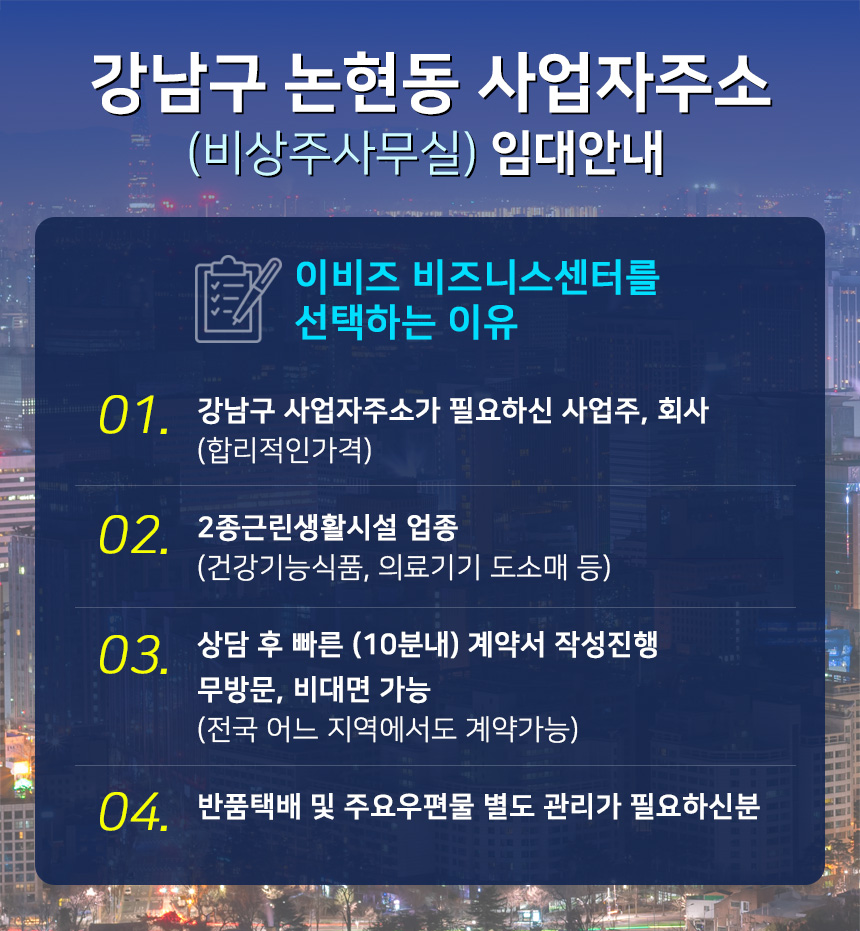 강남구 논현동 사업자주소
(비상주사무실) 임대안내
이비즈 비즈니스센터를
선택하는 이유
01. 강남구 사업자주소가 필요하신 사업주, 회사
(합리적인가격)
02. 2종근린생활시설 업종
(건강기능식품, 의료기기 도소매 등)
03. 상담 후 빠른 (10분내) 계약서 작성진행
무방문, 비대면 가능
(전국 어느 지역에서도 계약가능)
04. 반품택배 및 주요우편물 별도 관리가 필요하신분